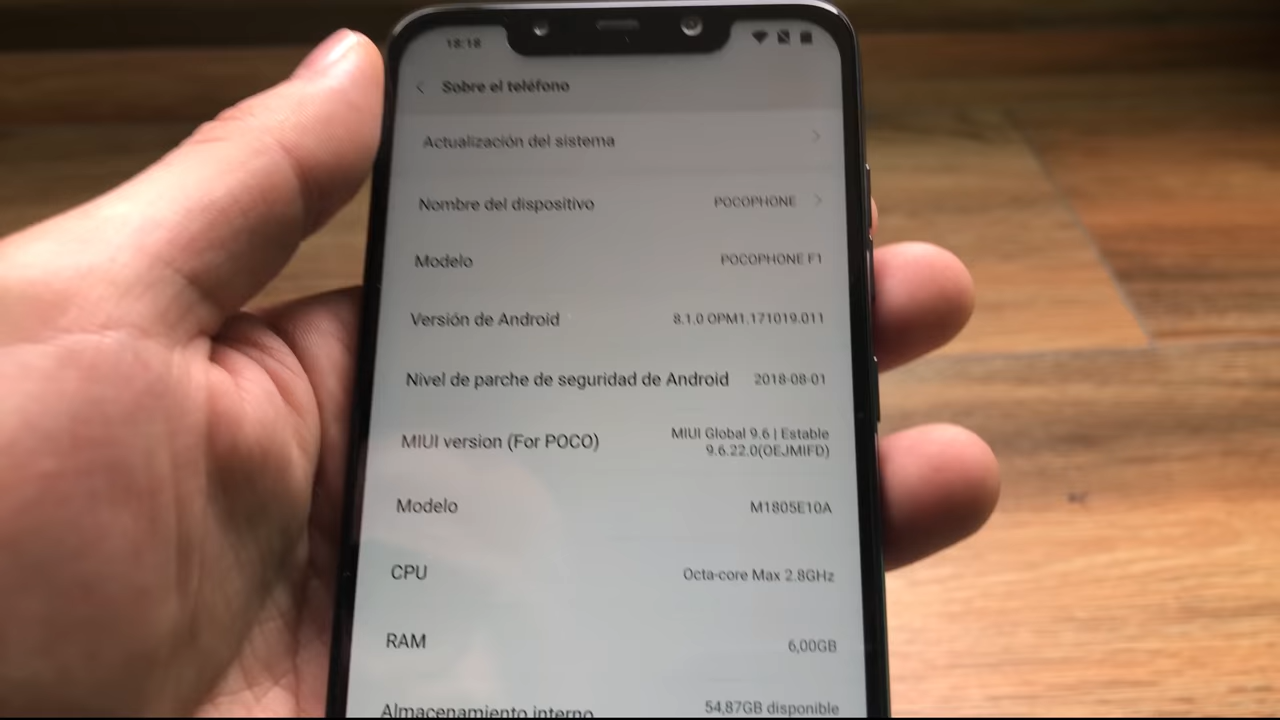 18:18
Sobre el teléfono
Actualización del sistema
Nombre del dispositivo POCOPHONE
Modelo POCOPHONE F1
Versión de Android 8.1.0 OPM1.171019.011
Nivel de parche de seguridad de Android 2018-08-01
MIUI version (For POCO) MIUI Global 9.6 | Estable
9.6.22.0(OEJMIFD)
Modelo M1805E10A
CPU Octa-core Max 2.8GHz
RAM 6,00GB
Almacenamiento interno 54,87GB disponible